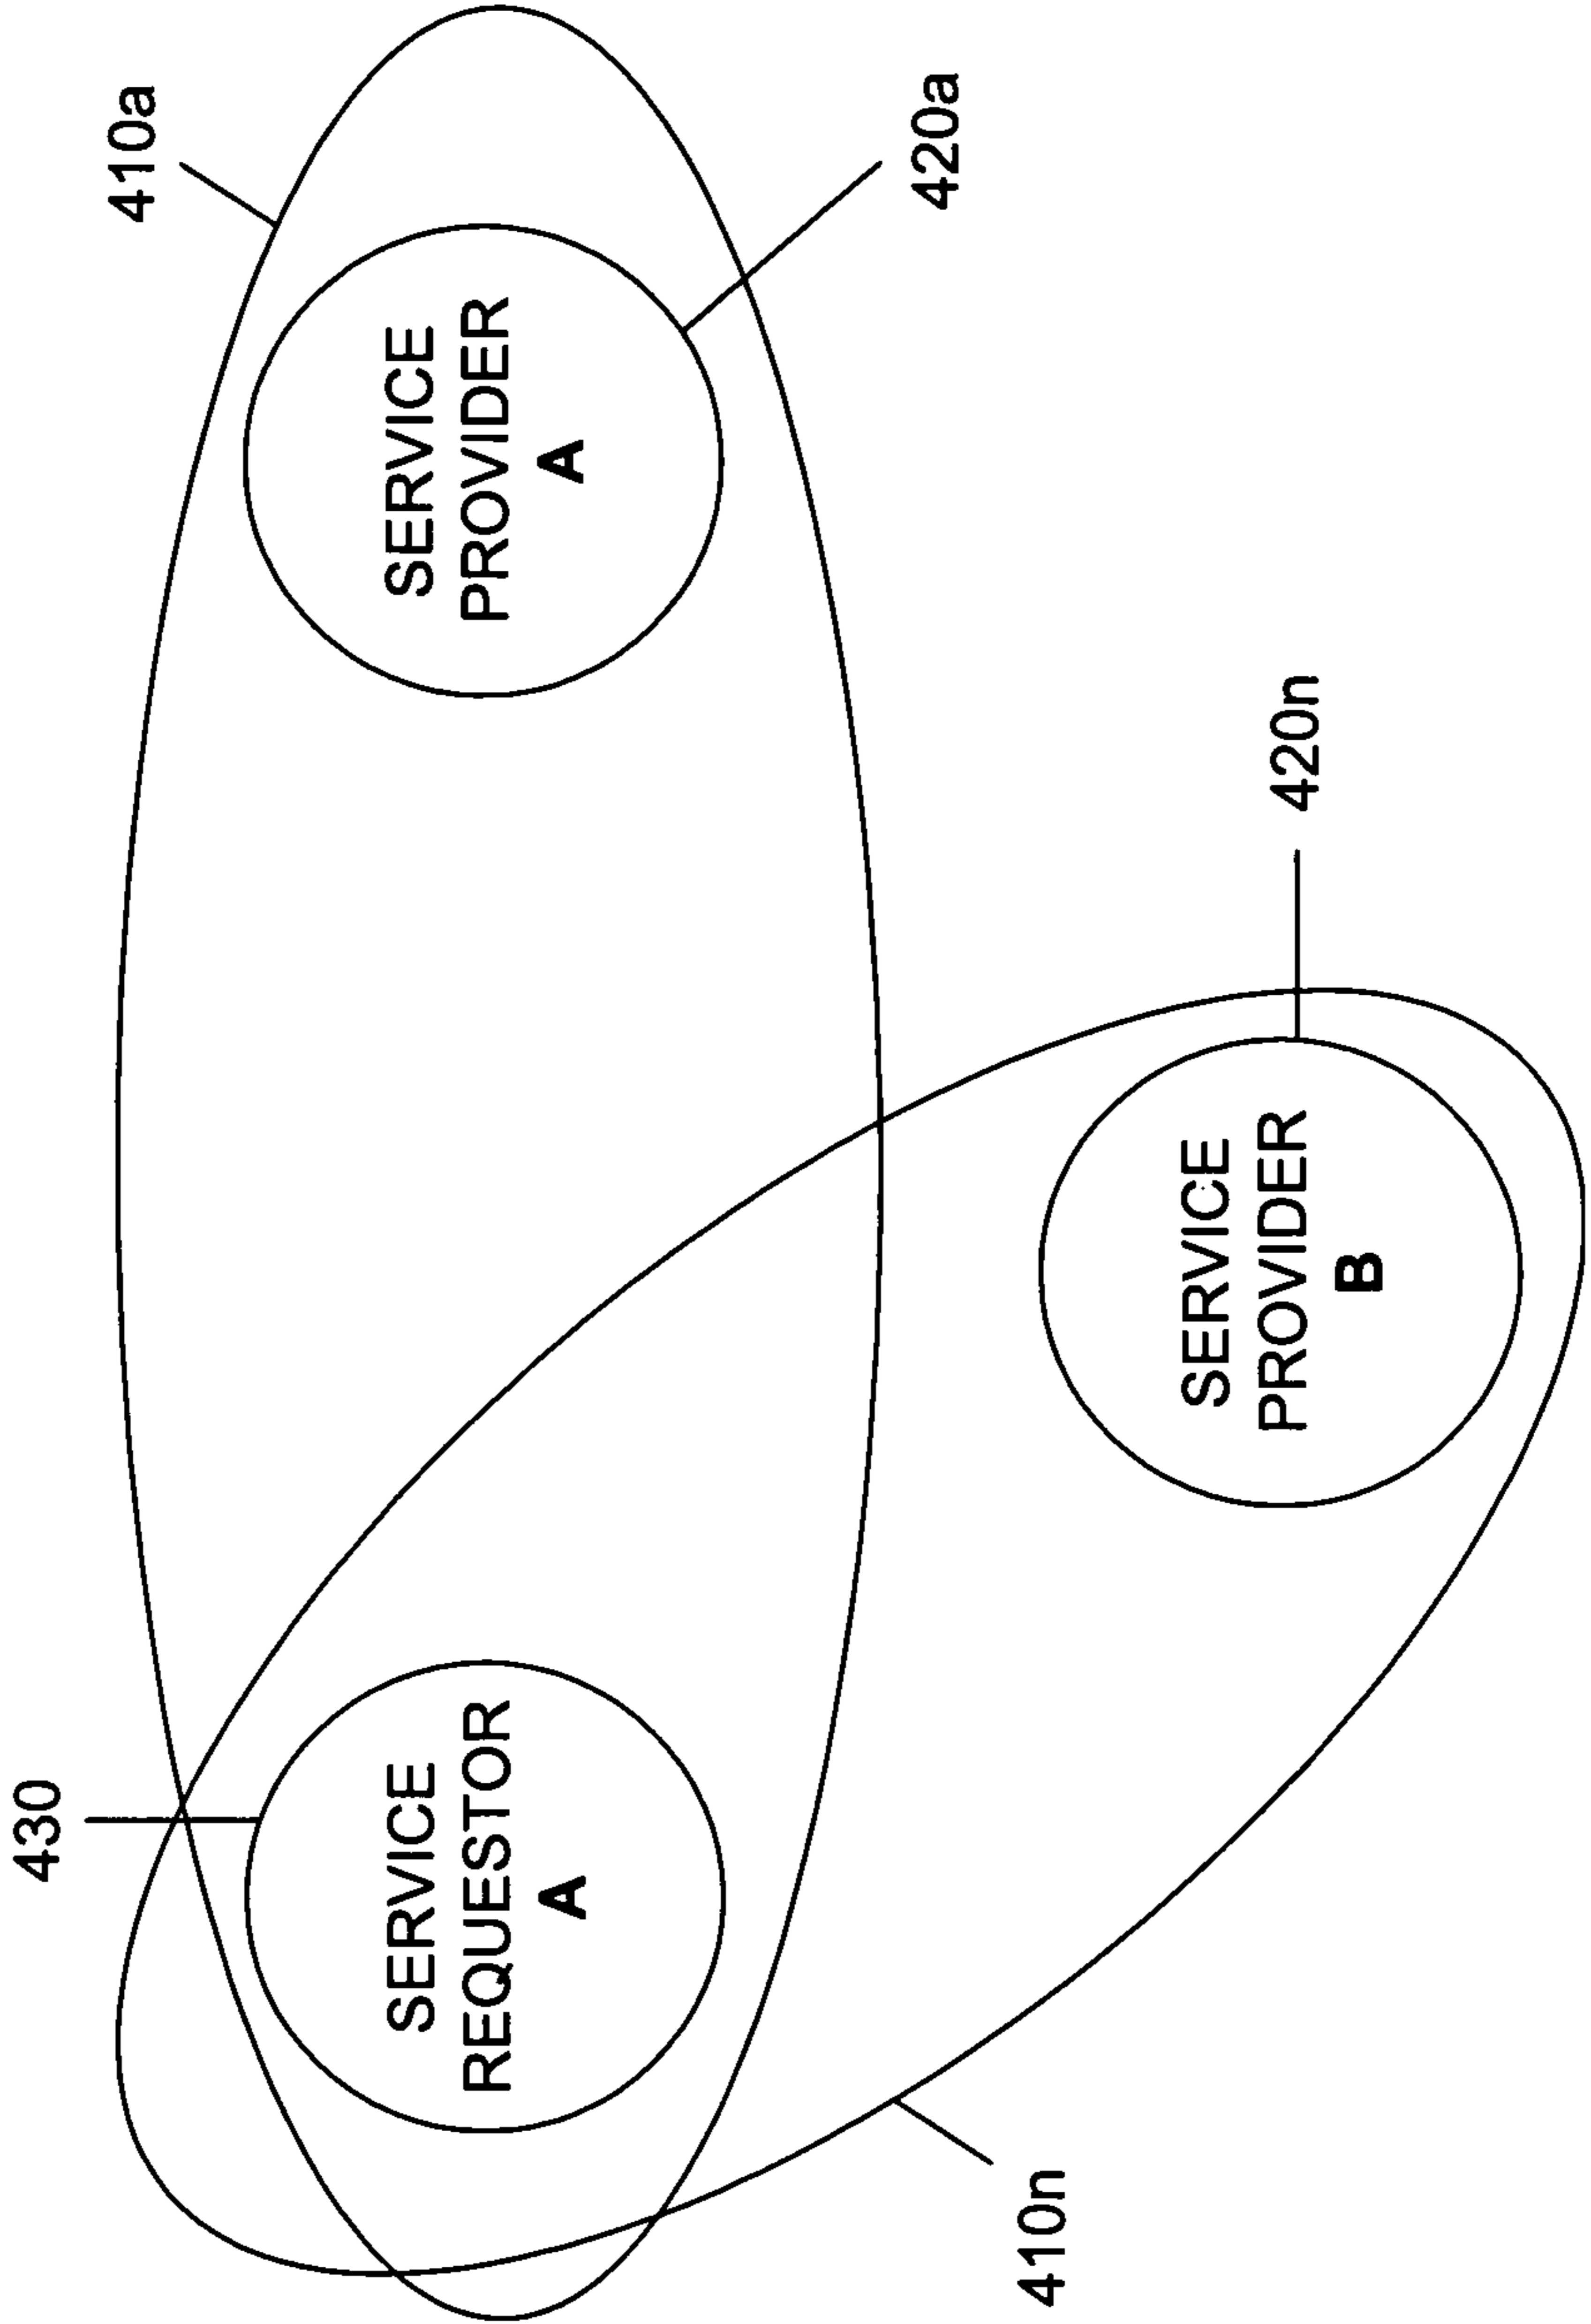 430
410a
SERVICE
REQUESTOR
A
SERVICE
PROVIDER
A
420a
410n
SERVICE
PROVIDER
B
420n